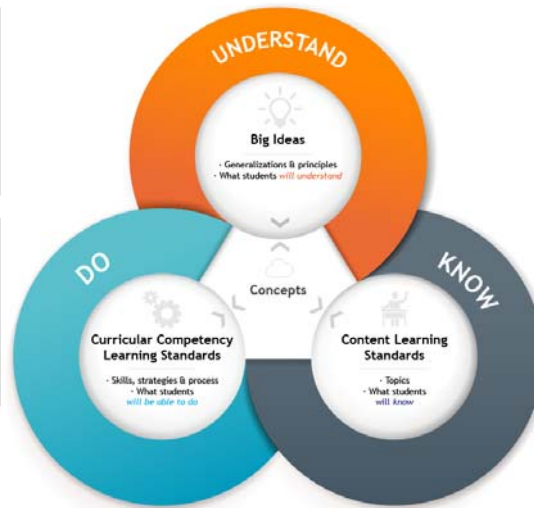 UNDERSTAND
Big Ideas
- Generalizations & principles
- What students will understand
DO
KNOW
Concepts
Curricular Competency
Learning Standards
- Skills, strategies & process
- What students
will be able to do
Content Learning
Standards
- Topics
- What students
will know